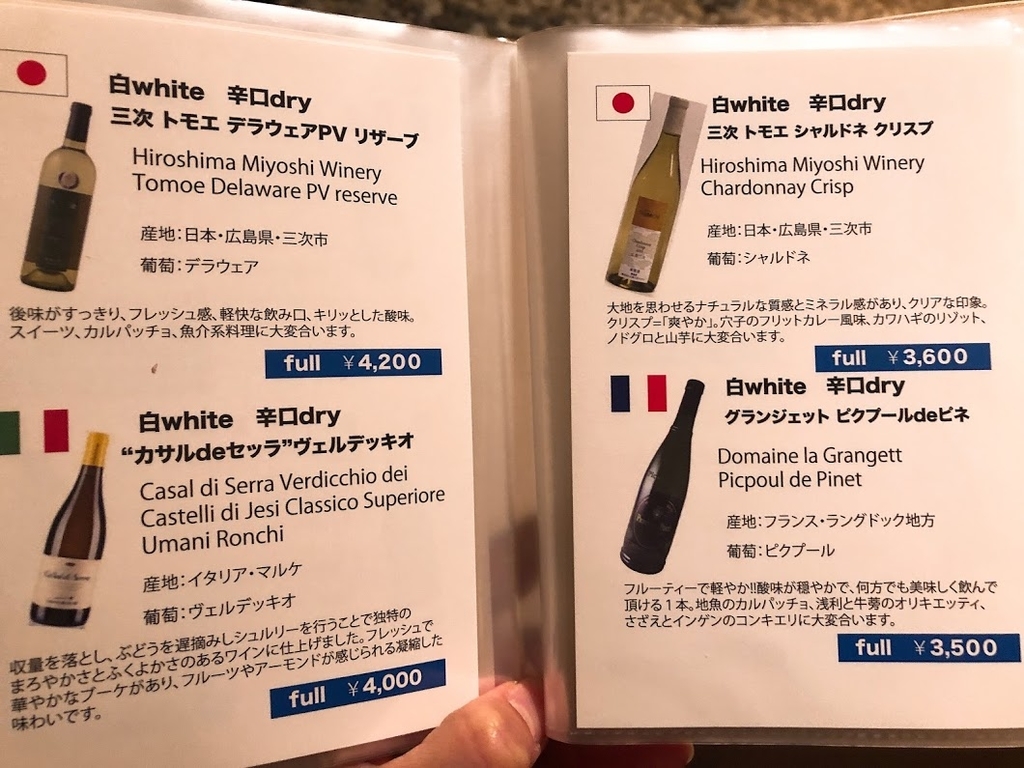 白white 辛口dry
三次 トモエ デラウェアPV リザーブ
Hiroshima Miyoshi Winery
Tomoe Delaware PV reserve
産地:日本・広島県・三次市
葡萄:デラウェア
後味がすっきり、フレッシュ感、軽快な飲み口、キリッとした酸味。
スイーツ、カルパッチョ、魚介系料理に大変合います。
full ¥4,200
白white 辛口dry
“カサルdeセッラ”ヴェルデッキオ
Casal di Serra Verdicchio dei
Castelli di Jesi Classico Superiore
Umani Ronchi
産地:イタリア・マルケ
葡萄:ヴェルデッキオ
収量を落とし、ぶどうを遅摘みしシュルリーを行うことで独特の
まろやかさとふくよかさのあるワインに仕上げました。フレッシュで
華やかなブーケがあり、フルーツやアーモンドが感じられる凝縮した
味わいです。
full ¥4,000
白white 辛口dry
三次 トモエ シャルドネ クリスプ
Hiroshima Miyoshi Winery
Chardonnay Crisp
産地:日本・広島県・三次市
葡萄:シャルドネ
大地を思わせるナチュラルな質感とミネラル感があり、クリアな印象。
クリスプ=「爽やか」。穴子のフリットカレー風味、カワハギのリゾット、
ノドグロと山芋に大変合います。
full ¥3,600
白white 辛口dry
グランジェット ピクプールdeピネ
Domaine la Grangett
Picpoul de Pinet
産地:フランス・ラングドック地方
葡萄:ピクプール
フルーティーで軽やか!!酸味が穏やかで、何方でも美味しく飲んで
頂ける1本。地魚のカルパッチョ、浅利と牛蒡のオリキエッティ、
さざえとインゲンのコンキエリに大変合います。
full ¥3,500